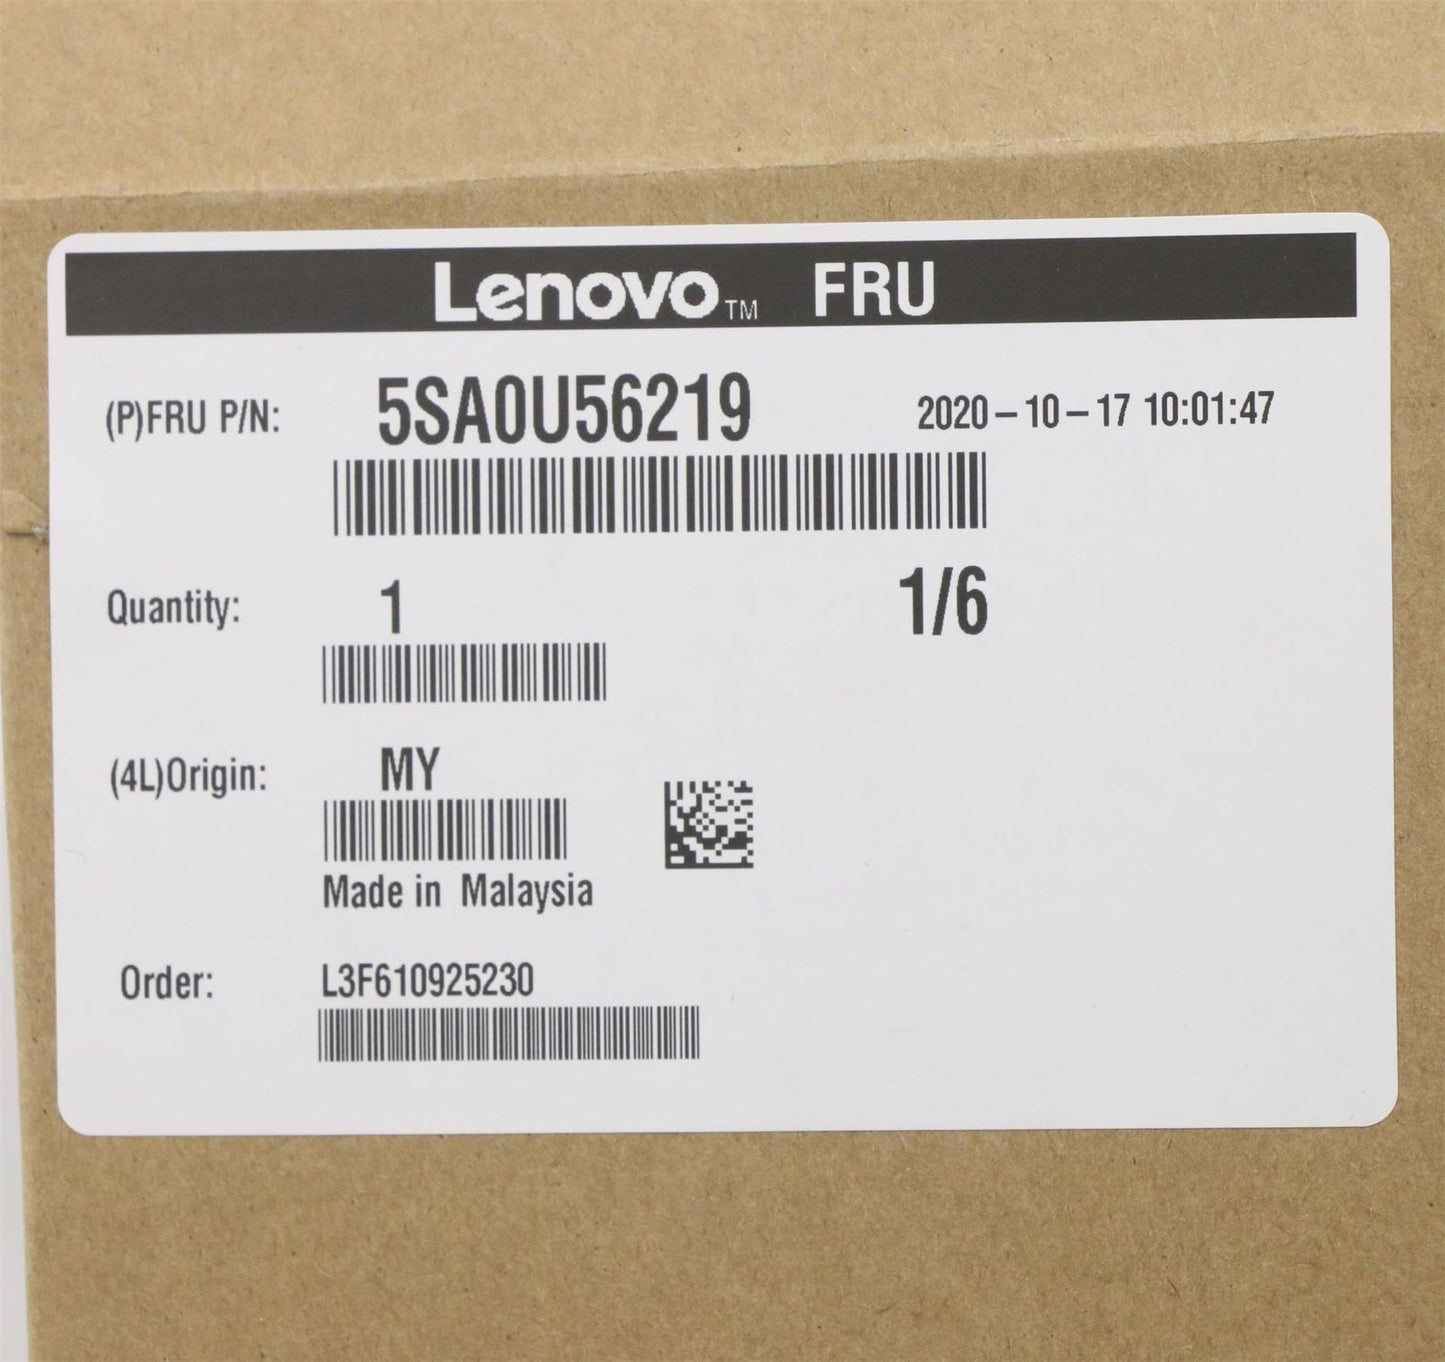 Lenovo™ FRU
(P)FRU P/N: 5SA0U56219 2020-10-17 10:01:47
Quantity: 1 1/6
(4L)Origin: MY
Made in Malaysia
Order: L3F610925230